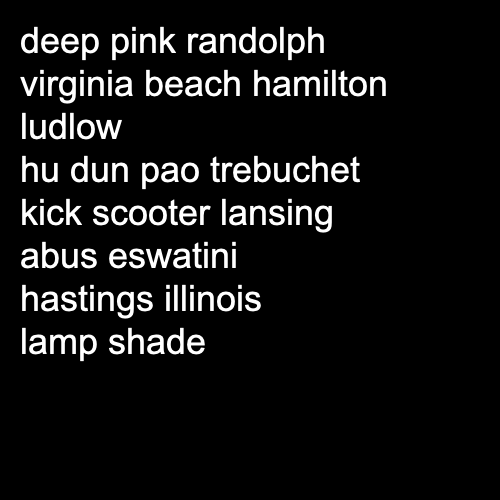 deep pink randolph
virginia beach hamilton
ludlow
hu dun pao trebuchet
kick scooter lansing
abus eswatini
hastings illinois
lamp shade